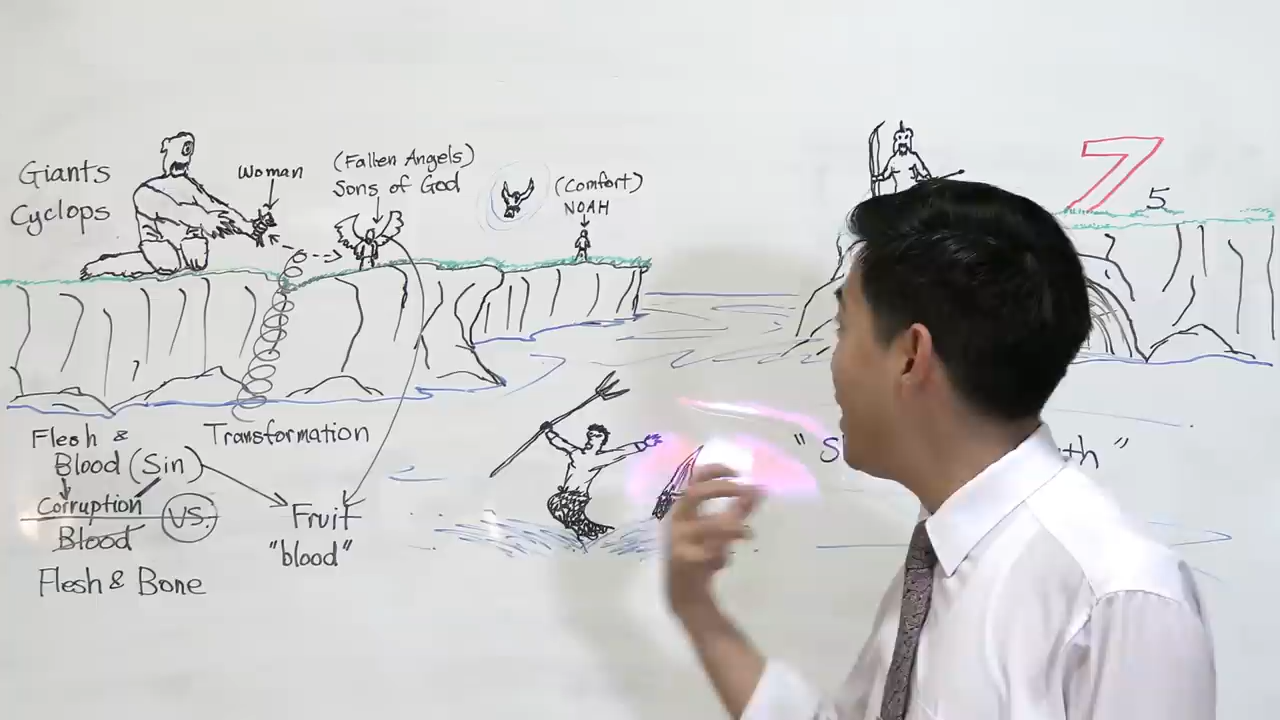 Giants
Cyclops
Woman
(Fallen Angels)
Sons of God
(Comfort)
NOAH
7
5
Flesh &
Blood (Sin)
Corruption
Blood
Flesh & Bone
VS.
Transformation
Fruit
"blood"